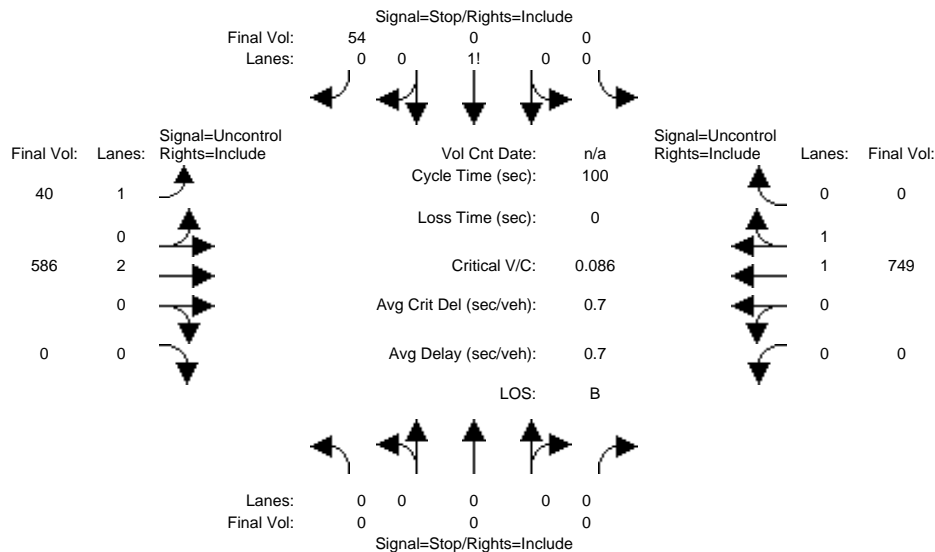 Signal=Stop/Rights=Include
Final Vol: 54 0 0
Lanes: 0 0 1! 0 0
Signal=Uncontrol
Final Vol: Lanes: Rights=Include
Vol Cnt Date: n/a
Signal=Uncontrol
Rights=Include Lanes: Final Vol:
Cycle Time (sec): 100
40 1
0 0
Loss Time (sec): 0
0
1
586 2
Critical V/C: 0.086
1 749
0
Avg Crit Del (sec/veh): 0.7
0
0 0
Avg Delay (sec/veh): 0.7
0 0
LOS: B
Lanes: 0 0 0 0 0
Final Vol: 0 0 0
Signal=Stop/Rights=Include